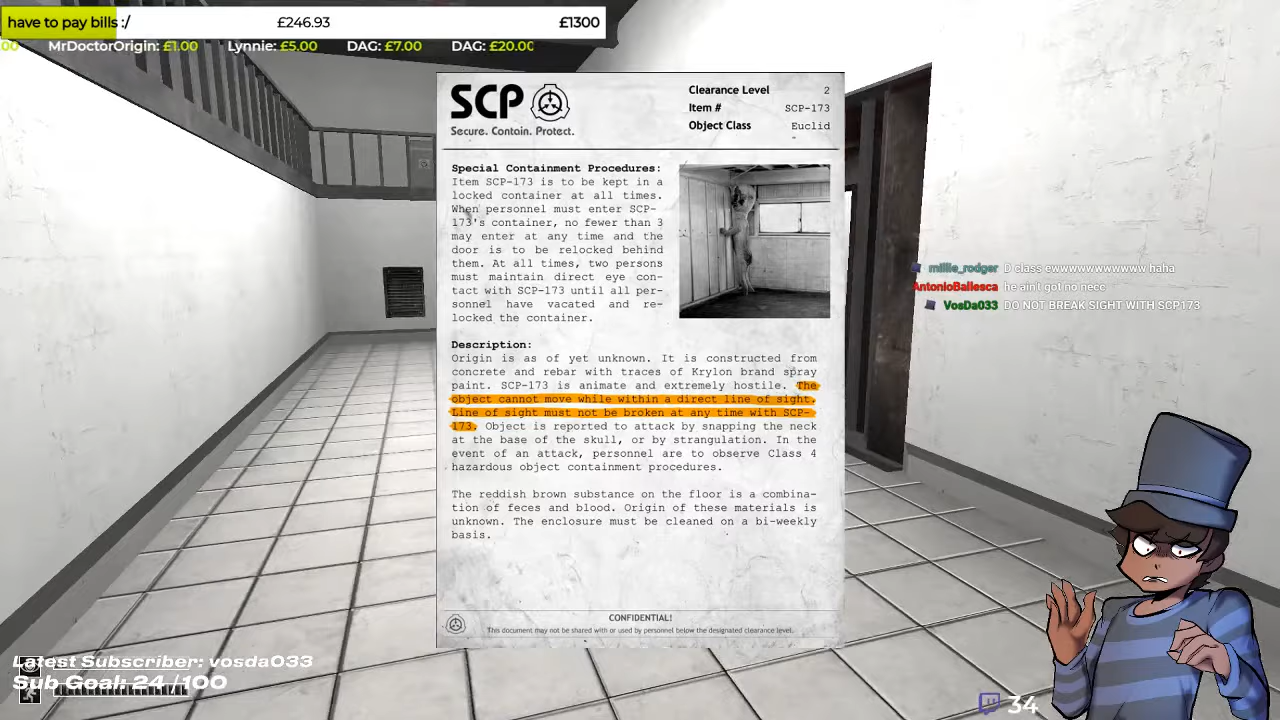 have to pay bills :/ £246.93 £1300
.00 MrDoctorOrigin: £1.00 Lynnie: £5.00 DAG: £7.00 DAG: £20.00
SCP
Secure. Contain. Protect.
Clearance Level 2
Item # SCP-173
Object Class Euclid
Special Containment Procedures:
Item SCP-173 is to be kept in a
locked container at all times.
When personnel must enter SCP-
173's container, no fewer than 3
may enter at any time and the
door is to be relocked behind
them. At all times, two persons
must maintain direct eye con-
tact with SCP-173 until all per-
sonnel have vacated and re-
locked the container.
Description:
Origin is as of yet unknown. It is constructed from
concrete and rebar with traces of Krylon brand spray
paint. SCP-173 is animate and extremely hostile. The
object cannot move while within a direct line of sight.
Line of sight must not be broken at any time with SCP-
173. Object is reported to attack by snapping the neck
at the base of the skull, or by strangulation. In the
event of an attack, personnel are to observe Class 4
hazardous object containment procedures.
The reddish brown substance on the floor is a combina-
tion of feces and blood. Origin of these materials is
unknown. The enclosure must be cleaned on a bi-weekly
basis.
CONFIDENTIAL!
This document may not be shared with or used by personnel below the designated clearance level.
millie_rodger D class ewwwwwwwwwww haha
AntonioBallesca he aint got no necc
VosDa033 DO NOT BREAK SIGHT WITH SCP173
Latest Subscriber: vosda033
Sub Goal: 24 /100
34